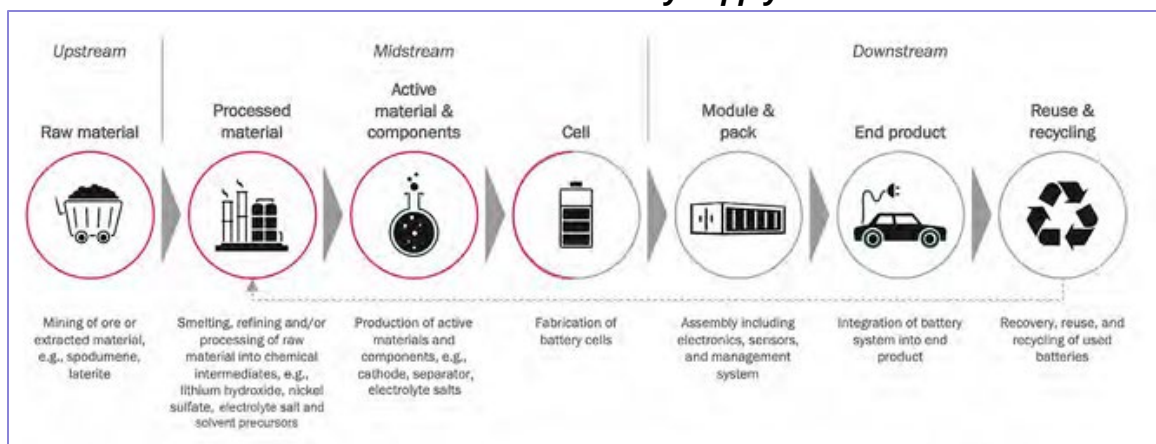 Upstream
Midstream
Downstream
Raw material
Processed
material
Active
material &
components
Cell
Module &
pack
End product
Reuse &
recycling
Mining of ore or
extracted material,
e.g., spodumene,
laterite
Smelting, refining and/or
processing of raw
material into chemical
intermediates, e.g.,
lithium hydroxide, nickel
sulfate, electrolyte salt and
solvent precursors
Production of active
materials and
components, e.g.,
cathode, separator,
electrolyte salts
Fabrication of
battery cells
Assembly including
electronics, sensors,
and management
system
Integration of battery
system into end
product
Recovery, reuse, and
recycling of used
batteries